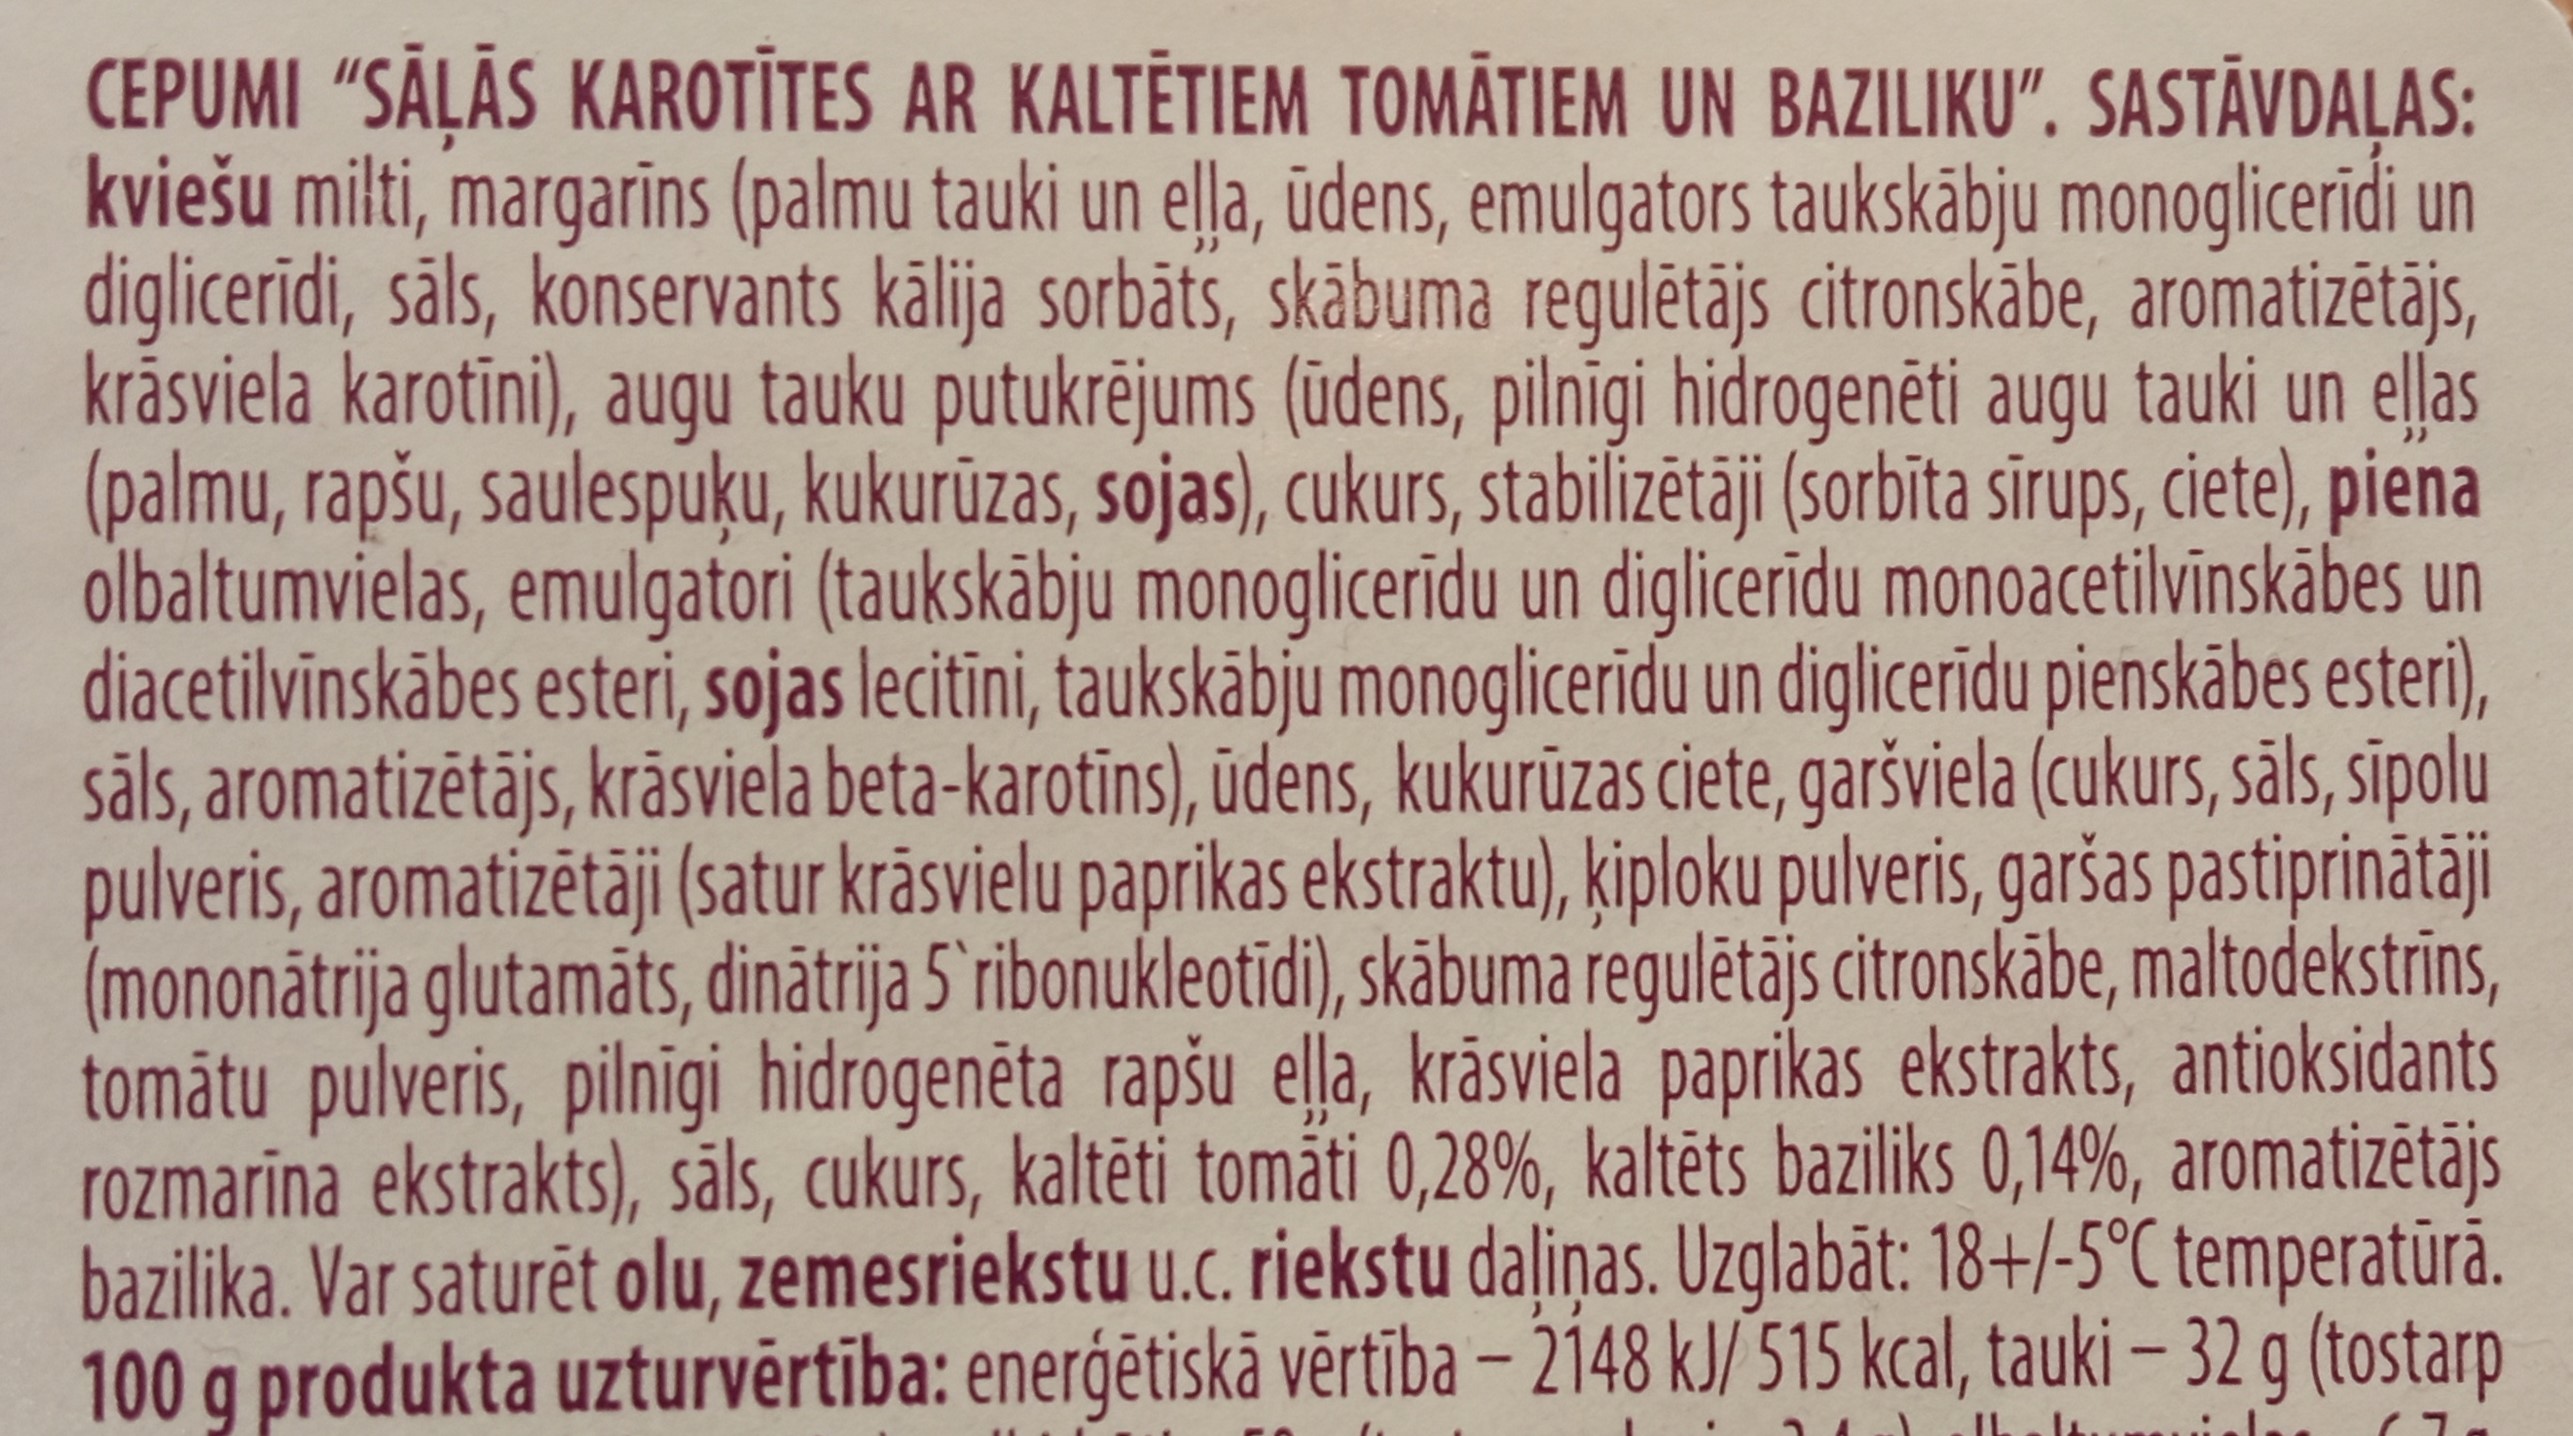 CEPUMI “SĀĻĀS KAROTĪTES AR KALTĒTIEM TOMĀTIEM UN BAZILIKU”. SASTĀVDAĻAS:
kviešu milti, margarīns (palmu tauki un eļļa, ūdens, emulgators taukskābju monoglicerīdi un
diglicerīdi, sāls, konservants kālija sorbāts, skābuma regulētājs citronskābe, aromatizētājs,
krāsviela karotīni), augu tauku putukrējums (ūdens, pilnīgi hidrogenēti augu tauki un eļļas
(palmu, rapšu, saulespuķu, kukurūzas, sojas), cukurs, stabilizētāji (sorbīta sīrups, ciete), piena
olbaltumvielas, emulgatori (taukskābju monoglicerīdu un diglicerīdu monoacetilvīnskābes un
diacetilvīnskābes esteri, sojas lecitīni, taukskābju monoglicerīdu un diglicerīdu pienskābes esteri),
sāls, aromatizētājs, krāsviela beta-karotīns), ūdens, kukurūzas ciete, garšviela (cukurs, sāls, sīpolu
pulveris, aromatizētāji (satur krāsvielu paprikas ekstraktu), ķiploku pulveris, garšas pastiprinātāji
(mononātrija glutamāts, dinātrija 5`ribonukleotīdi), skābuma regulētājs citronskābe, maltodekstrīns,
tomātu pulveris, pilnīgi hidrogenēta rapšu eļļa, krāsviela paprikas ekstrakts, antioksidants
rozmarīna ekstrakts), sāls, cukurs, kaltēti tomāti 0,28%, kaltēts baziliks 0,14%, aromatizētājs
bazilika. Var saturēt olu, zemesriekstu u.c. riekstu daļiņas. Uzglabāt: 18+/-5°C temperatūrā.
100 g produkta uzturvērtība: enerģētiskā vērtība – 2148 kJ/ 515 kcal, tauki – 32 g (tostarp